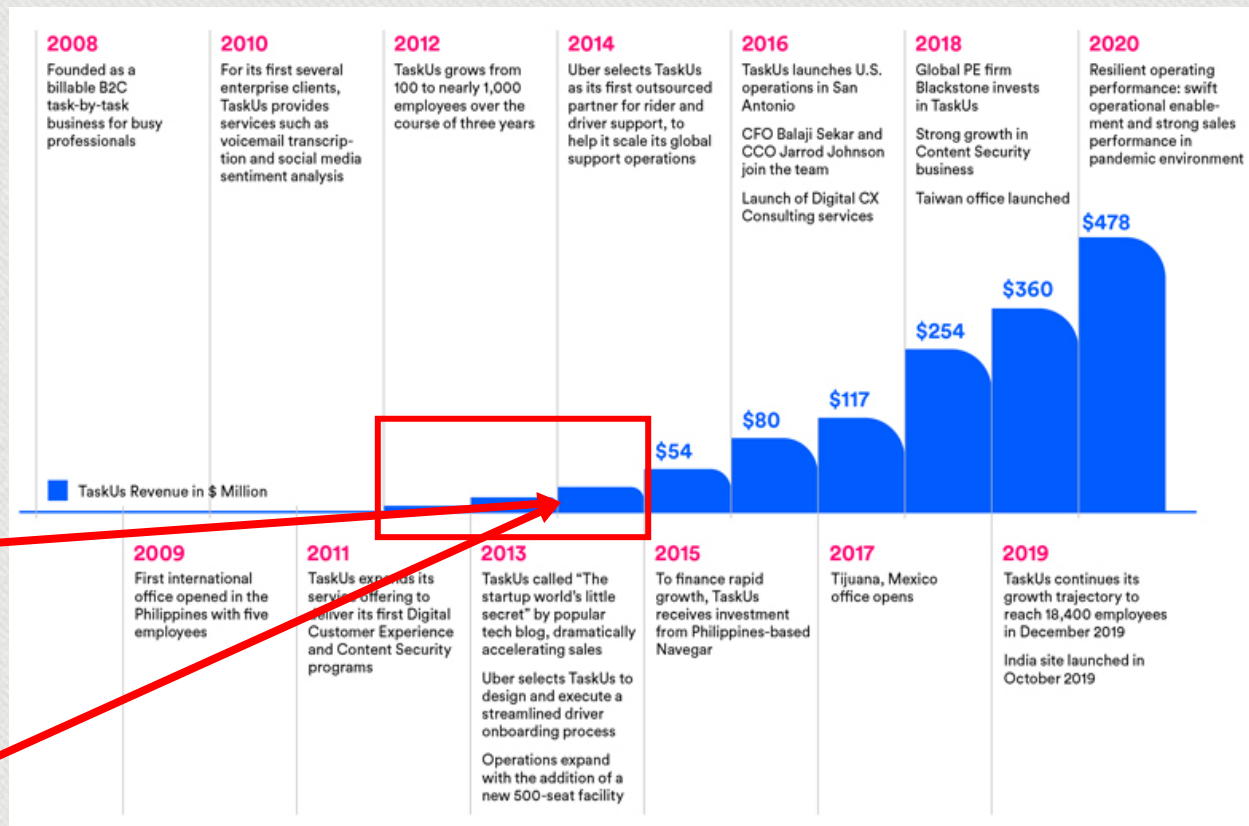 2008
Founded as a
billable B2C
task-by-task
business for busy
professionals
2010
For its first several
enterprise clients,
TaskUs provides
services such as
voicemail transcrip-
tion and social media
sentiment analysis
2012
TaskUs grows from
100 to nearly 1,000
employees over the
course of three years
2014
Uber selects TaskUs
as its first outsourced
partner for rider and
driver support, to
help it scale its global
support operations
2016
TaskUs launches U.S.
operations in San
Antonio
CFO Balaji Sekar and
CCO Jarrod Johnson
join the team
Launch of Digital CX
Consulting services
2018
Global PE firm
Blackstone invests
in TaskUs
Strong growth in
Content Security
business
Taiwan office launched
2020
Resilient operating
performance: swift
operational enable-
ment and strong sales
performance in
pandemic environment
$478
$360
$254
$117
$80
$54
TaskUs Revenue in $ Million
2009
First international
office opened in the
Philippines with five
employees
2011
TaskUs expands its
service offering to
deliver its first Digital
Customer Experience
and Content Security
programs
2013
TaskUs called “The
startup world’s little
secret” by popular
tech blog, dramatically
accelerating sales
Uber selects TaskUs to
design and execute a
streamlined driver
onboarding process
Operations expand
with the addition of a
new 500-seat facility
2015
To finance rapid
growth, TaskUs
receives investment
from Philippines-based
Navegar
2017
Tijuana, Mexico
office opens
2019
TaskUs continues its
growth trajectory to
reach 18,400 employees
in December 2019
India site launched in
October 2019